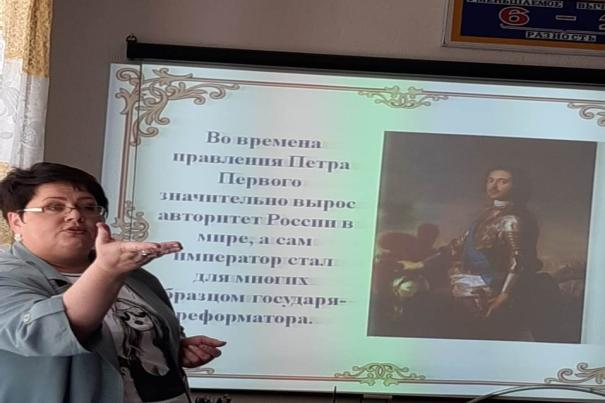 УМЕНЬШАЕМОЕ
6 -
РАЗНОСТЬ
Во времена
правления Петра
Первого
значительно вырос
авторитет России в
мире, а сам
император стал
для многих
образцом государя-
реформатора.